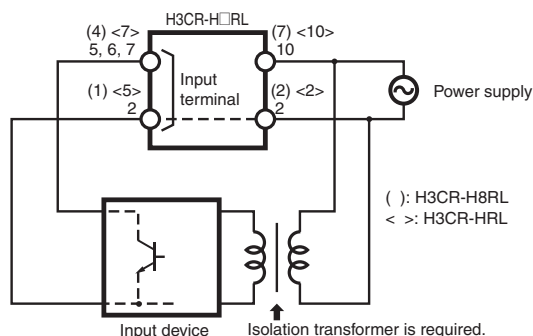 H3CR-H□RL
(4) <7>
5, 6, 7
(7) <10>
10
Input
terminal
(1) <5>
2
(2) <2>
2
Power supply
( ): H3CR-H8RL
< >: H3CR-HRL
Input device
Isolation transformer is required.